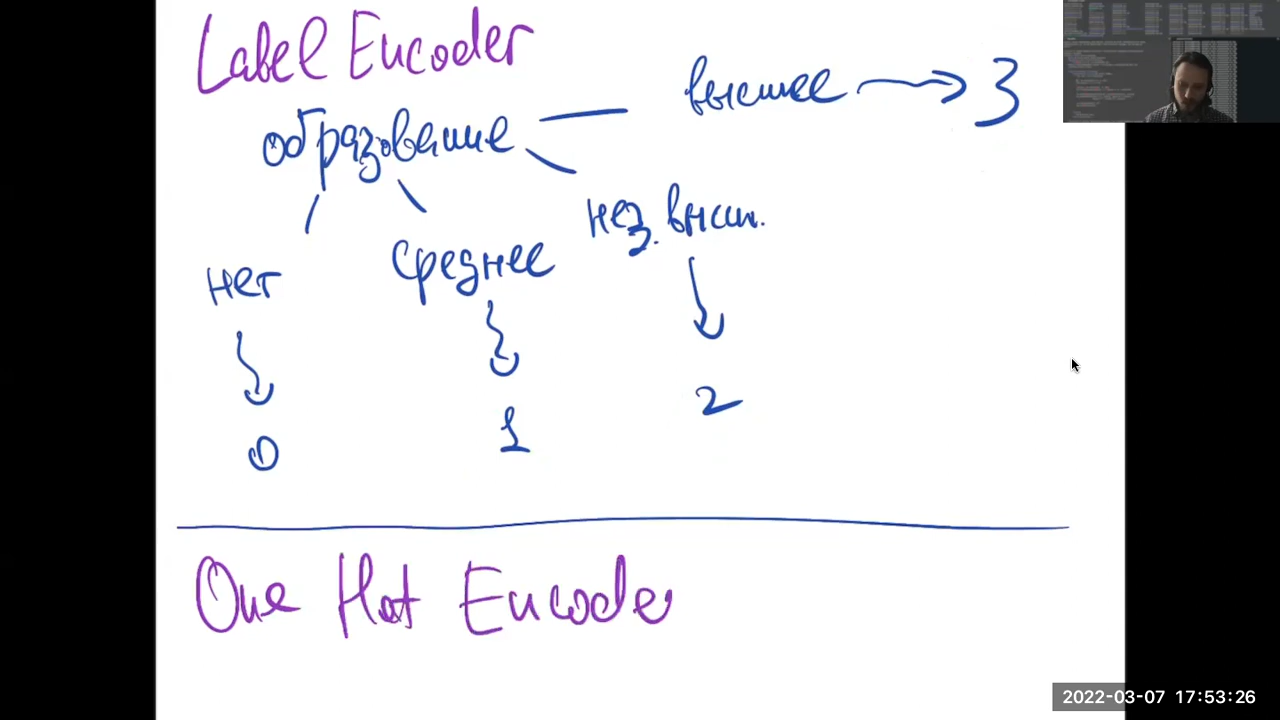 Label Encoder
образование — высшее → 3
нет
среднее
нез. высш.
0
1
2
One Hot Encoder
2022-03-07 17:53:26